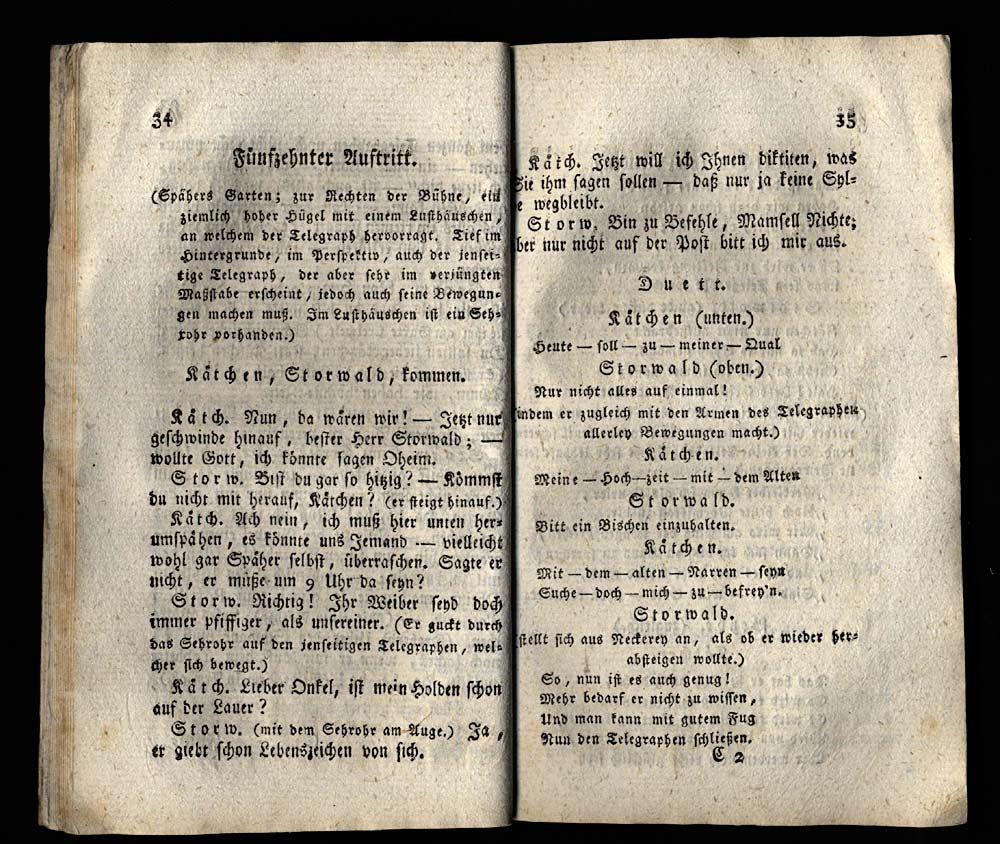 34
Fünfzehnter Auftritt.
(Spähers Garten; zur Rechten der Bühne, ein
ziemlich hoher Hügel mit einem Lusthäuschen,
an welchem der Telegraph hervorragt. Tief im
Hintergrunde, im Perspektiv, auch der jensei-
tige Telegraph, der aber sehr im verjüngten
Maßstabe erscheint, jedoch auch seine Bewegun-
gen machen muß. Im Lusthäuschen ist ein Seh-
rohr vorhanden.)
Kätchen, Storwald, kommen.
Kätch. Nun, da wären wir! — Jetzt nur
geschwinde hinauf, bester Herr Storwald; —
wollte Gott, ich könnte sagen Oheim.
Storw. Bist du gar so hitzig? — Kömmst
du nicht mit herauf, Kätchen? (er steigt hinauf.)
Kätch. Ach nein, ich muß hier unten her-
umspähen, es könnte uns Jemand — vielleicht
wohl gar Späher selbst, überraschen. Sagte er
nicht, er müße um 9 Uhr da seyn?
Storw. Richtig! Ihr Weiber seyd doch
immer pfiffiger, als unsereiner. (Er guckt durch
das Sehrohr auf den jenseitigen Telegraphen, wel-
cher sich bewegt.)
Kätch. Lieber Onkel, ist mein Holden schon
auf der Lauer?
Storw. (mit dem Sehrohr am Auge.) Ja,
er giebt schon Lebenszeichen von sich.
35
Kätch. Jetzt will ich Ihnen diktiten, was
Sie ihm sagen sollen — daß nur ja keine Syl-
e wegbleibt.
Storw. Bin zu Befehle, Mamsell Nichte;
ber nur nicht auf der Post bitt ich mir aus.
Duett.
Kätchen (unten.)
Heute — soll — zu — meiner — Qual
Storwald (oben.)
Nur nicht alles auf einmal!
(indem er zugleich mit den Armen des Telegraphen
allerley Bewegungen macht.)
Kätchen.
Meine — Hoch—zeit — mit — dem Alten
Storwald.
Bitt ein Bischen einzuhalten.
Kätchen.
Mit — dem — alten — Narren — seyn
Suche — doch — mich — zu — befrey'n.
Storwald.
(stellt sich aus Neckerey an, als ob er wieder her-
absteigen wollte.)
So, nun ist es auch genug!
Mehr bedarf er nicht zu wissen,
Und man kann mit gutem Fug
Nun den Telegraphen schließen.
C 2